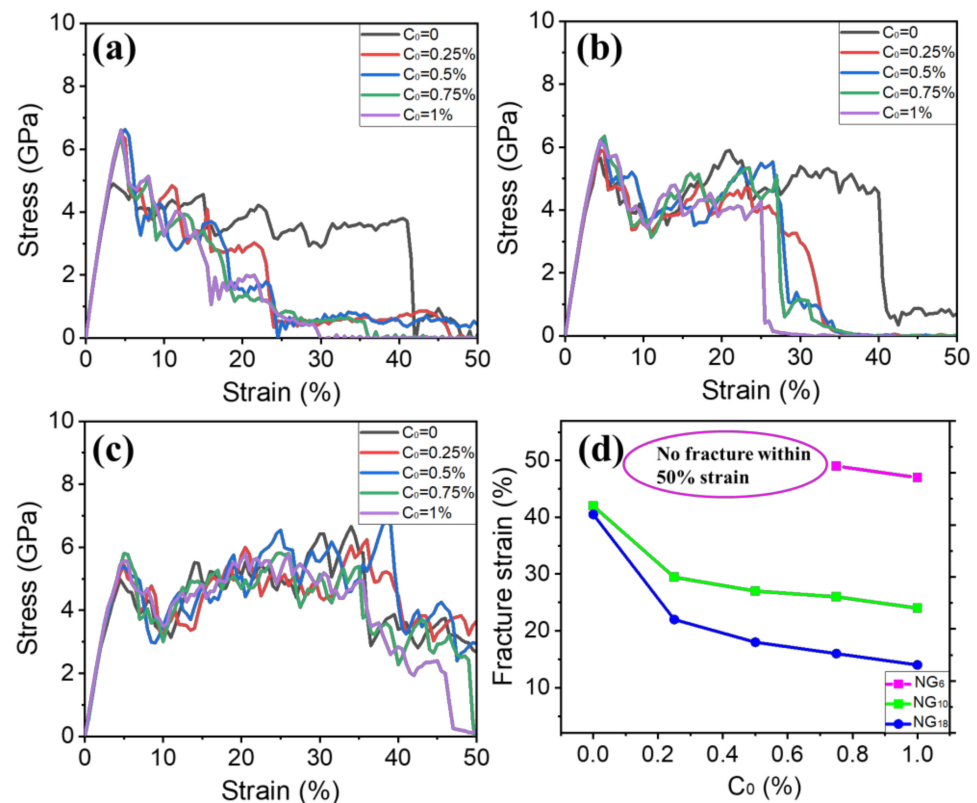 (a)
C₀=0
C₀=0.25%
C₀=0.5%
C₀=0.75%
C₀=1%
10
8
6
4
2
0
Stress (GPa)
0 10 20 30 40 50
Strain (%)
(b)
C₀=0
C₀=0.25%
C₀=0.5%
C₀=0.75%
C₀=1%
10
8
6
4
2
0
Stress (GPa)
0 10 20 30 40 50
Strain (%)
(c)
C₀=0
C₀=0.25%
C₀=0.5%
C₀=0.75%
C₀=1%
10
8
6
4
2
0
Stress (GPa)
0 10 20 30 40 50
Strain (%)
(d)
No fracture within
50% strain
50
40
30
20
10
Fracture strain (%)
NG₆
NG₁₀
NG₁₈
0.0 0.2 0.4 0.6 0.8 1.0
C₀ (%)